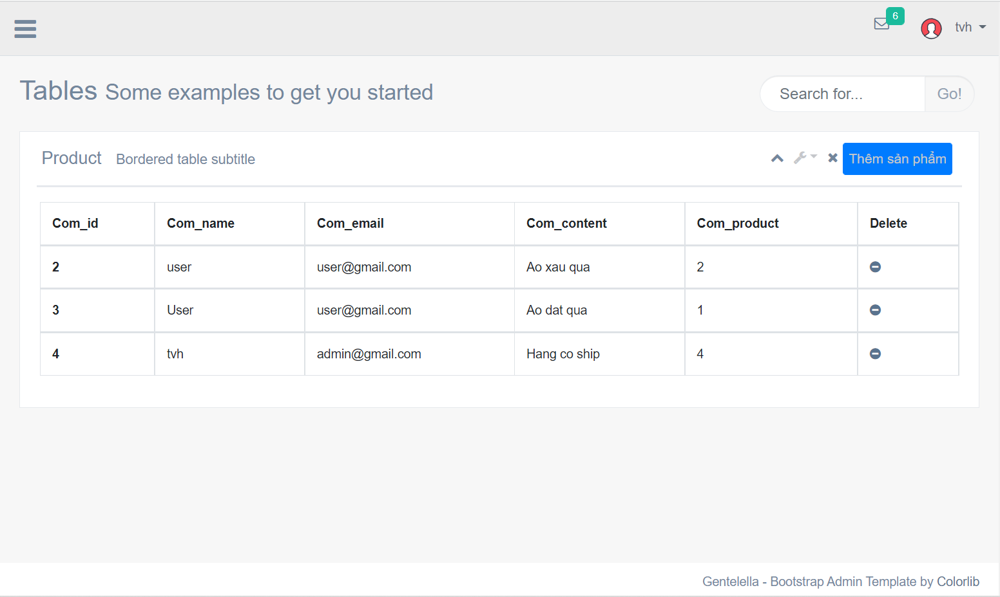 6
tvh
Tables Some examples to get you started
Search for... Go!
Product Bordered table subtitle
Thêm sản phẩm
Com_id Com_name Com_email Com_content Com_product Delete
2 user user@gmail.com Ao xau qua 2
3 User user@gmail.com Ao dat qua 1
4 tvh admin@gmail.com Hang co ship 4
Gentelella - Bootstrap Admin Template by Colorlib